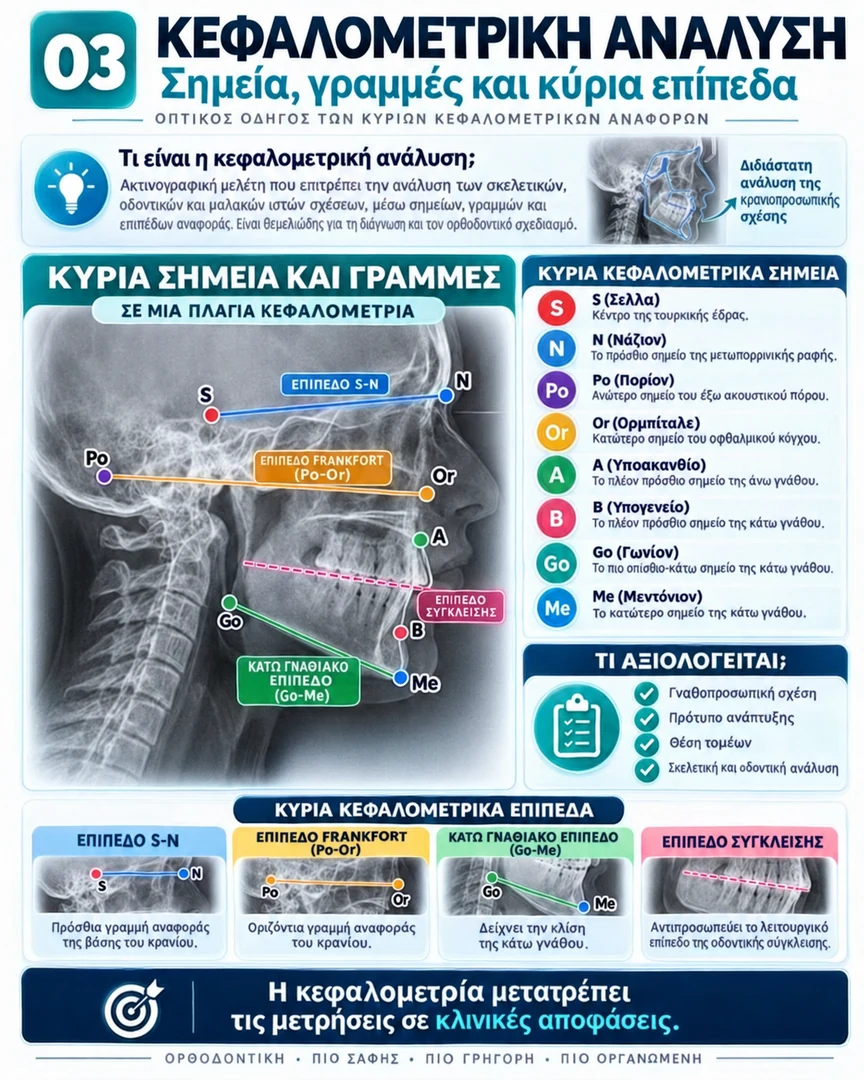 03
ΚΕΦΑΛΟΜΕΤΡΙΚΗ ΑΝΑΛΥΣΗ
Σημεία, γραμμές και κύρια επίπεδα
ΟΠΤΙΚΟΣ ΟΔΗΓΟΣ ΤΩΝ ΚΥΡΙΩΝ ΚΕΦΑΛΟΜΕΤΡΙΚΩΝ ΑΝΑΦΟΡΩΝ
Τι είναι η κεφαλομετρική ανάλυση;
Ακτινογραφική μελέτη που επιτρέπει την ανάλυση των σκελετικών,
οδοντικών και μαλακών ιστών σχέσεων, μέσω σημείων, γραμμών και
επιπέδων αναφοράς. Είναι θεμελιώδης για τη διάγνωση και τον ορθοδοντικό σχεδιασμό.
Διδιάστατη
ανάλυση της
κρανιοπροσωπικής
σχέσης
ΚΥΡΙΑ ΣΗΜΕΙΑ ΚΑΙ ΓΡΑΜΜΕΣ
ΣΕ ΜΙΑ ΠΛΑΓΙΑ ΚΕΦΑΛΟΜΕΤΡΙΑ
S
ΕΠΙΠΕΔΟ S-N
N
Po
ΕΠΙΠΕΔΟ FRANKFORT
(Po-Or)
Or
A
ΕΠΙΠΕΔΟ
ΣΥΓΚΛΕΙΣΗΣ
Go
B
ΚΑΤΩ ΓΝΑΘΙΑΚΟ
ΕΠΙΠΕΔΟ
(Go-Me)
Me
ΚΥΡΙΑ ΚΕΦΑΛΟΜΕΤΡΙΚΑ ΣΗΜΕΙΑ
S
S (Σελλα)
Κέντρο της τουρκικής έδρας.
N
N (Νάζιον)
Το πρόσθιο σημείο της μετωπορρινικής ραφής.
Po
Po (Πορίον)
Ανώτερο σημείο του έξω ακουστικού πόρου.
Or
Or (Ορμπίταλε)
Κατώτερο σημείο του οφθαλμικού κόγχου.
A
A (Υποακανθίο)
Το πλέον πρόσθιο σημείο της άνω γνάθου.
B
B (Υπογενείο)
Το πλέον πρόσθιο σημείο της κάτω γνάθου.
Go
Go (Γωνίον)
Το πιο οπίσθιο-κάτω σημείο της κάτω γνάθου.
Me
Me (Μεντόνιον)
Το κατώτερο σημείο της κάτω γνάθου.
ΤΙ ΑΞΙΟΛΟΓΕΙΤΑΙ;
Γναθοπροσωπική σχέση
Πρότυπο ανάπτυξης
Θέση τομέων
Σκελετική και οδοντική ανάλυση
ΚΥΡΙΑ ΚΕΦΑΛΟΜΕΤΡΙΚΑ ΕΠΙΠΕΔΑ
ΕΠΙΠΕΔΟ S-N
S
N
Πρόσθια γραμμή αναφοράς
της βάσης του κρανίου.
ΕΠΙΠΕΔΟ FRANKFORT
(Po-Or)
Po
Or
Οριζόντια γραμμή αναφοράς
του κρανίου.
ΚΑΤΩ ΓΝΑΘΙΑΚΟ ΕΠΙΠΕΔΟ
(Go-Me)
Go
Me
Δείχνει την κλίση
της κάτω γνάθου.
ΕΠΙΠΕΔΟ ΣΥΓΚΛΕΙΣΗΣ
Αντιπροσωπεύει το λειτουργικό
επίπεδο της οδοντικής σύγκλεισης.
Η κεφαλομετρία μετατρέπει
τις μετρήσεις σε κλινικές αποφάσεις.
ΟΡΘΟΔΟΝΤΙΚΗ • ΠΙΟ ΣΑΦΗΣ • ΠΙΟ ΓΡΗΓΟΡΗ • ΠΙΟ ΟΡΓΑΝΩΜΕΝΗ